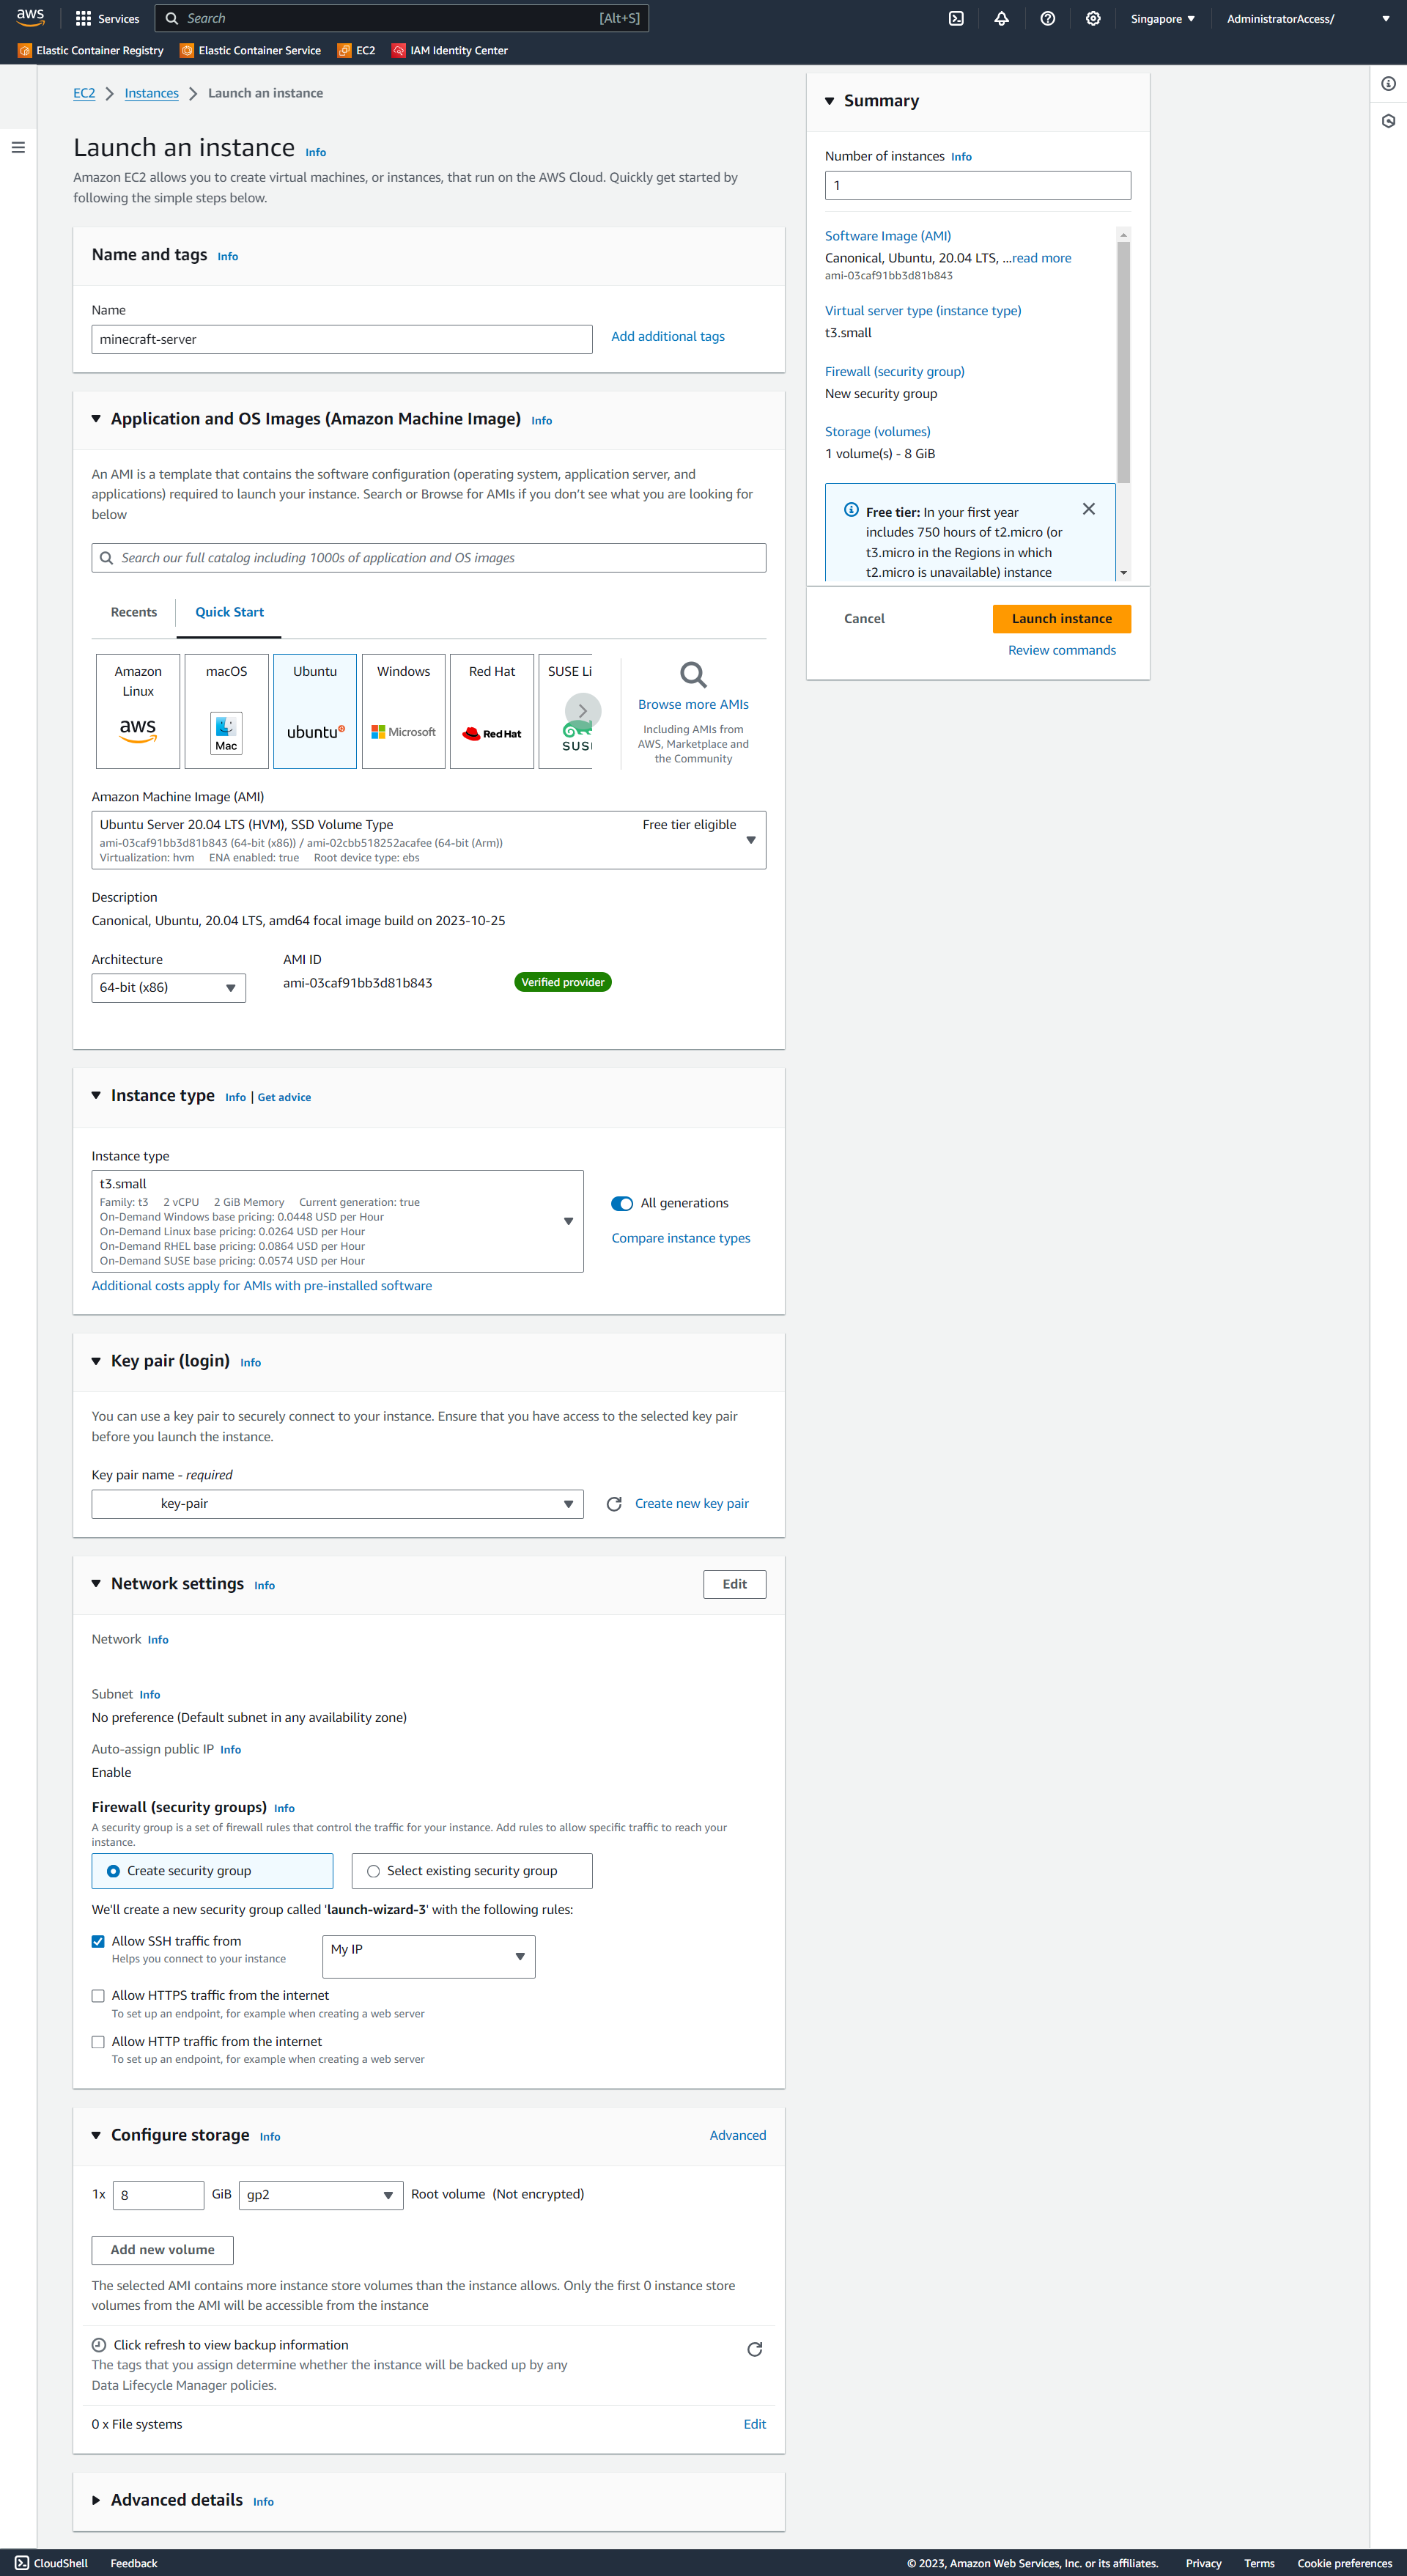 aws
Services
Search
[Alt+S]
Singapore
AdministratorAccess/
Elastic Container Registry
Elastic Container Service
EC2
IAM Identity Center
EC2
Instances
Launch an instance
Launch an instance Info
Amazon EC2 allows you to create virtual machines, or instances, that run on the AWS Cloud. Quickly get started by
following the simple steps below.
Name and tags Info
Name
minecraft-server
Add additional tags
Application and OS Images (Amazon Machine Image) Info
An AMI is a template that contains the software configuration (operating system, application server, and
applications) required to launch your instance. Search or Browse for AMIs if you don’t see what you are looking for
below
Search our full catalog including 1000s of application and OS images
Recents
Quick Start
Amazon
Linux
aws
macOS
Mac
Ubuntu
ubuntu
Windows
Microsoft
Red Hat
Red Hat
SUSE Li
SUS
Browse more AMIs
Including AMIs from
AWS, Marketplace and
the Community
Amazon Machine Image (AMI)
Ubuntu Server 20.04 LTS (HVM), SSD Volume Type
Free tier eligible
ami-03caf91bb3d81b843 (64-bit (x86)) / ami-02cbb518252acafee (64-bit (Arm))
Virtualization: hvm ENA enabled: true Root device type: ebs
Description
Canonical, Ubuntu, 20.04 LTS, amd64 focal image build on 2023-10-25
Architecture
64-bit (x86)
AMI ID
ami-03caf91bb3d81b843
Verified provider
Instance type Info | Get advice
Instance type
t3.small
Family: t3 2 vCPU 2 GiB Memory Current generation: true
On-Demand Windows base pricing: 0.0448 USD per Hour
On-Demand Linux base pricing: 0.0264 USD per Hour
On-Demand RHEL base pricing: 0.0864 USD per Hour
On-Demand SUSE base pricing: 0.0574 USD per Hour
All generations
Compare instance types
Additional costs apply for AMIs with pre-installed software
Key pair (login) Info
You can use a key pair to securely connect to your instance. Ensure that you have access to the selected key pair
before you launch the instance.
Key pair name - required
key-pair
Create new key pair
Network settings Info
Edit
Network Info
Subnet Info
No preference (Default subnet in any availability zone)
Auto-assign public IP Info
Enable
Firewall (security groups) Info
A security group is a set of firewall rules that control the traffic for your instance. Add rules to allow specific traffic to reach your
instance.
Create security group
Select existing security group
We'll create a new security group called 'launch-wizard-3' with the following rules:
Allow SSH traffic from
Helps you connect to your instance
My IP
Allow HTTPS traffic from the internet
To set up an endpoint, for example when creating a web server
Allow HTTP traffic from the internet
To set up an endpoint, for example when creating a web server
Configure storage Info
Advanced
1x
8
GiB
gp2
Root volume (Not encrypted)
Add new volume
The selected AMI contains more instance store volumes than the instance allows. Only the first 0 instance store
volumes from the AMI will be accessible from the instance
Click refresh to view backup information
The tags that you assign determine whether the instance will be backed up by any
Data Lifecycle Manager policies.
0 x File systems
Edit
Advanced details Info
Summary
Number of instances Info
1
Software Image (AMI)
Canonical, Ubuntu, 20.04 LTS, ...read more
ami-03caf91bb3d81b843
Virtual server type (instance type)
t3.small
Firewall (security group)
New security group
Storage (volumes)
1 volume(s) - 8 GiB
Free tier: In your first year
includes 750 hours of t2.micro (or
t3.micro in the Regions in which
t2.micro is unavailable) instance
Cancel
Launch instance
Review commands
CloudShell
Feedback
© 2023, Amazon Web Services, Inc. or its affiliates.
Privacy
Terms
Cookie preferences